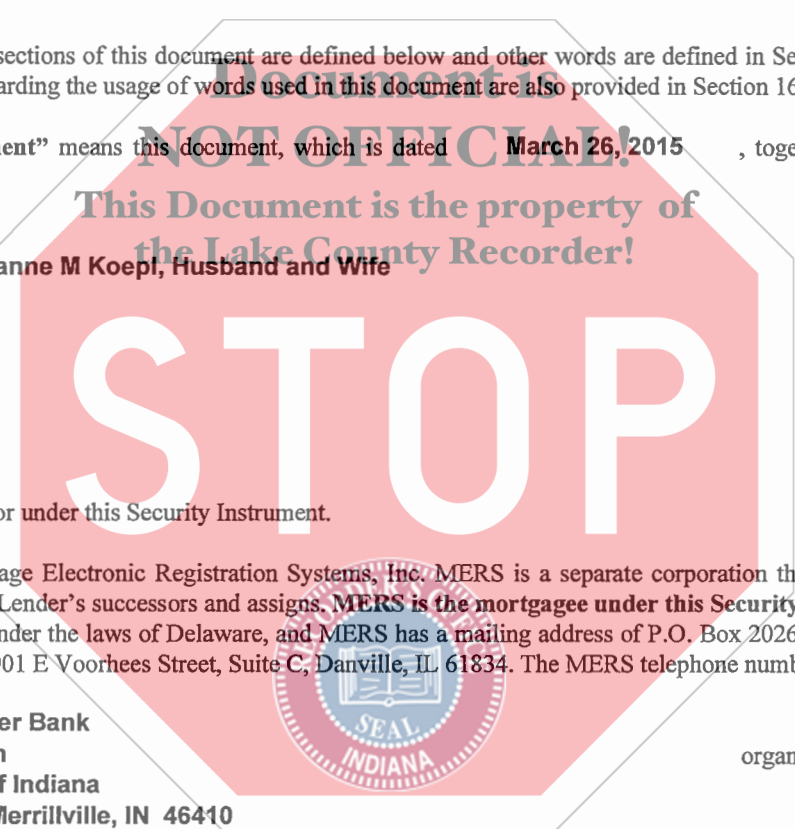 sections of this document are defined below and other words are defined in Se
arding the usage of words used in this document are also provided in Section 16
Document is
NOT OFFICIAL!
ent” means this document, which is dated March 26, 2015 , toge
This Document is the property of
the Lake County Recorder!
anne M Koepl, Husband and Wife
STOP
or under this Security Instrument.
age Electronic Registration Systems, Inc. MERS is a separate corporation th
Lender’s successors and assigns. MERS is the mortgagee under this Security
nder the laws of Delaware, and MERS has a mailing address of P.O. Box 2026
01 E Voorhees Street, Suite C, Danville, IL 61834. The MERS telephone numb
SEAL
INDIANA
er Bank
organ
f Indiana
Merrillville, IN 46410